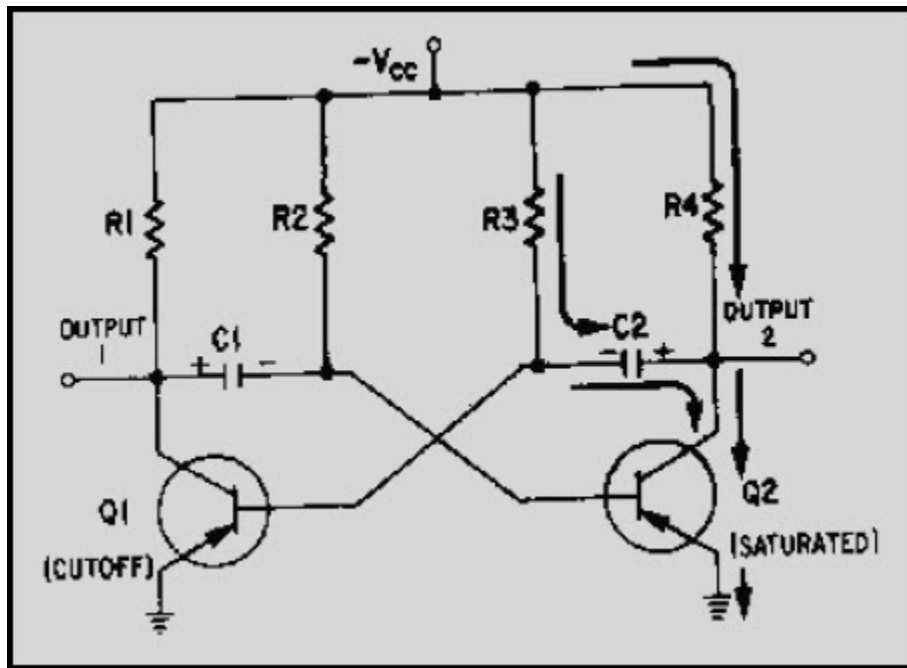 -Vcc
R1
R2
R3
R4
OUTPUT
1
+
C1
-
-
C2
+
OUTPUT
2
Q1
(CUTOFF)
Q2
(SATURATED)